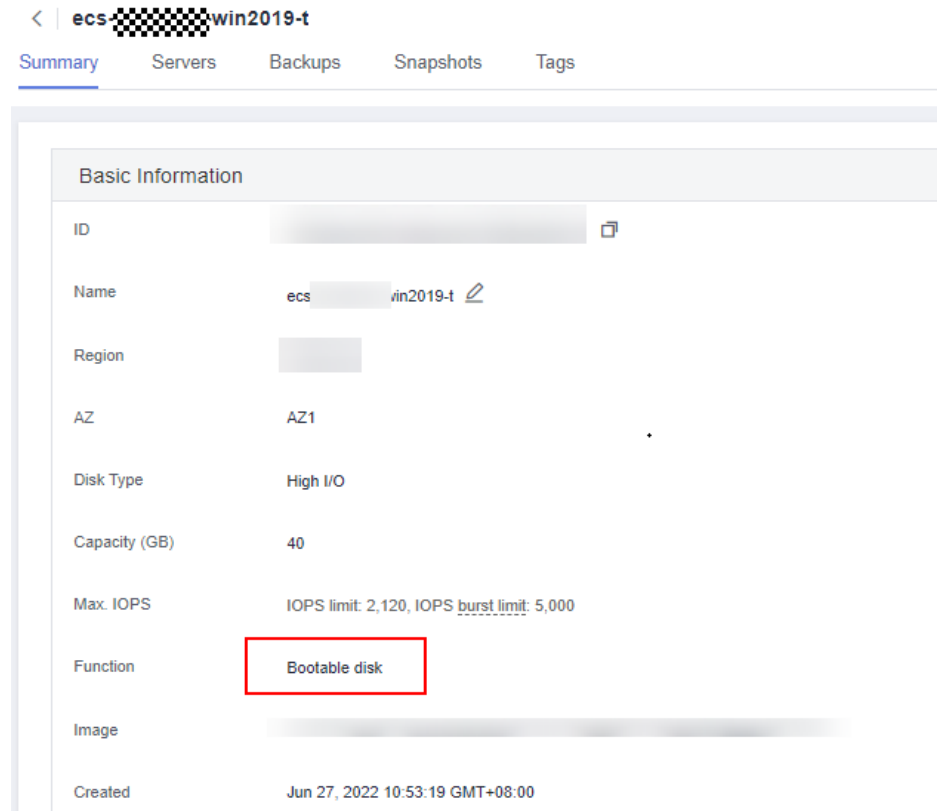 ecs- win2019-t
Summary Servers Backups Snapshots Tags
Basic Information
ID
Name ecs in2019-t
Region
AZ AZ1
Disk Type High I/O
Capacity (GB) 40
Max. IOPS IOPS limit: 2,120, IOPS burst limit: 5,000
Function Bootable disk
Image
Created Jun 27, 2022 10:53:19 GMT+08:00